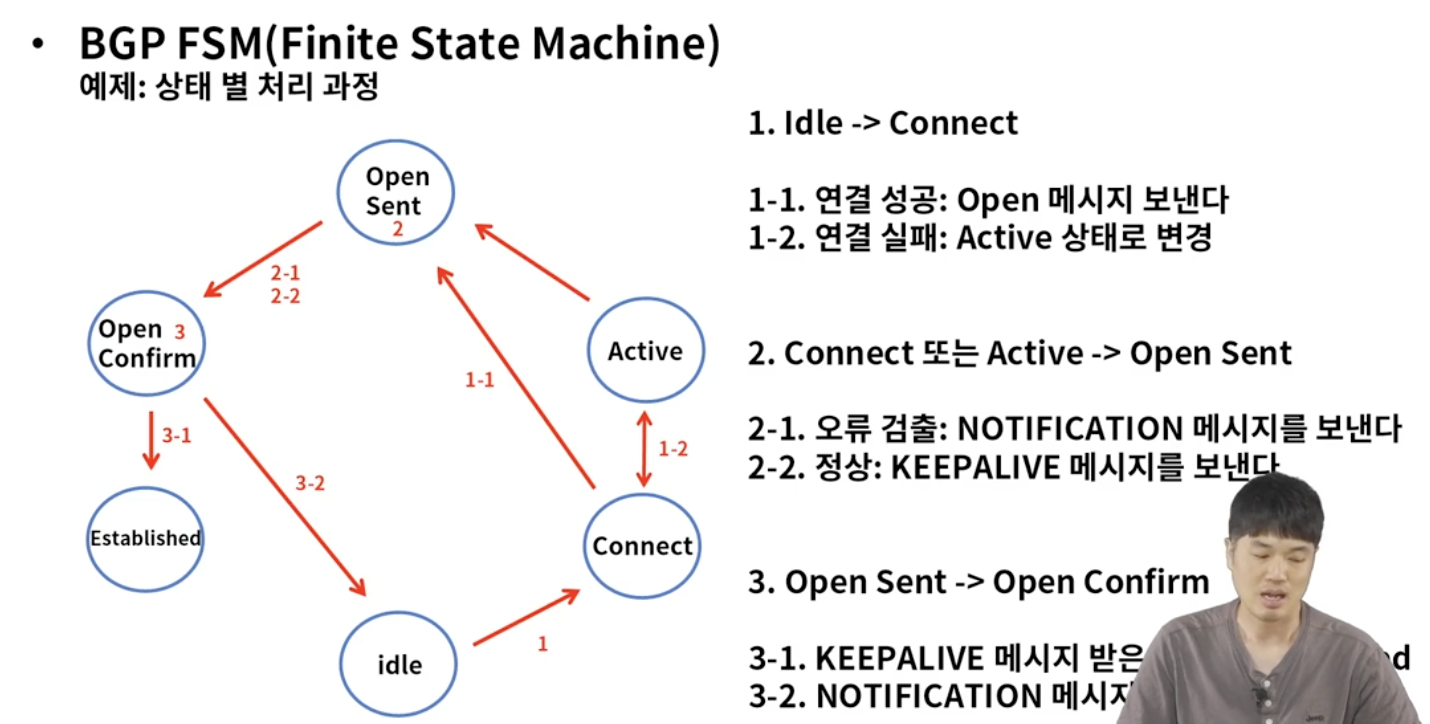 • BGP FSM(Finite State Machine)
예제: 상태 별 처리 과정
Open
Sent
2
2-1
2-2
Open 3
Confirm
3-1
Established
3-2
idle
1
Connect
1-2
Active
1-1
1. Idle -> Connect
1-1. 연결 성공: Open 메시지 보낸다
1-2. 연결 실패: Active 상태로 변경
2. Connect 또는 Active -> Open Sent
2-1. 오류 검출: NOTIFICATION 메시지를 보낸다
2-2. 정상: KEEPALIVE 메시지를 보낸다
3. Open Sent -> Open Confirm
3-1. KEEPALIVE 메시지 받은
3-2. NOTIFICATION 메시지